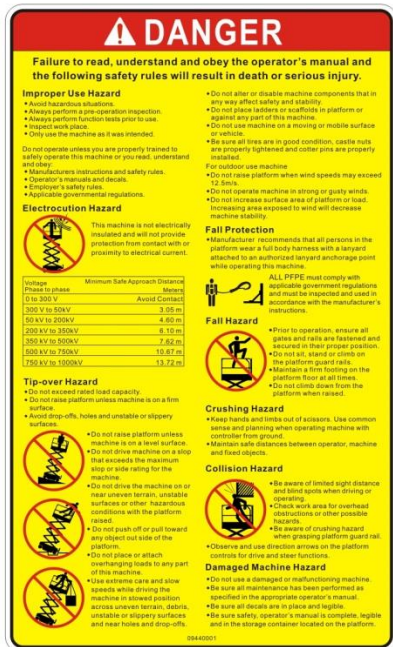 DANGER
Failure to read, understand and obey the operator's manual and
the following safety rules will result in death or serious injury.
Improper Use Hazard
• Avoid hazardous situations.
• Always perform a pre-operation inspection.
• Always perform function tests prior to use.
• Inspect work place.
• Only use the machine as it was intended.
Do not operate unless you are properly trained to
safely operate this machine or you read, understand
and obey:
• Manufacturers instructions and safety rules.
• Operator's manuals and decals.
• Employer's safety rules.
• Applicable governmental regulations.
Electrocution Hazard
This machine is not electrically
insulated and will not provide
protection from contact with or
proximity to electrical current.
Voltage Minimum Safe Approach Distance
Phase to phase Meters
0 to 300 V Avoid Contact
300 V to 50kV 3.05 m
50 kV to 200kV 4.60 m
200 kV to 350kV 6.10 m
350 kV to 500kV 7.62 m
500 kV to 750kV 10.67 m
750 kV to 1000kV 13.72 m
Tip-over Hazard
• Do not exceed rated load capacity.
• Do not raise platform unless machine is on a firm
surface.
• Avoid drop-offs, holes and unstable or slippery
surfaces.
• Do not raise platform unless
machine is on a level surface.
• Do not drive machine on a slop
that exceeds the maximum
slop or side rating for the
machine.
• Do not drive the machine on or
near uneven terrain, unstable
surfaces or other hazardous
conditions with the platform
raised.
• Do not push off or pull toward
any object out side of the
platform.
• Do not place or attach
overhanging loads to any part
of this machine.
• Use extreme care and slow
speeds while driving the
machine in stowed position
across uneven terrain, debris,
unstable or slippery surfaces
and near holes and drop-offs.
• Do not alter or disable machine components that in
any way affect safety and stability.
• Do not place ladders or scaffolds in platform or
against any part of this machine.
• Do not use machine on a moving or mobile surface
or vehicle.
• Be sure all tires are in good condition, castle nuts
are properly tightened and cotter pins are properly
installed.
For outdoor use machine
• Do not raise platform when wind speeds may exceed
12.5m/s.
• Do not operate machine in strong or gusty winds.
• Do not increase surface area of platform or load.
Increasing area exposed to wind will decrease
machine stability.
Fall Protection
• Manufacturer recommends that all persons in the
platform wear a full body harness with a lanyard
attached to an authorized lanyard anchorage point
while operating this machine.
ALL PFPE must comply with
applicable government regulations
and must be inspected and used in
accordance with the manufacturer's
instructions.
Fall Hazard
• Prior to operation, ensure all
gates and rails are fastened and
secured in their proper position.
• Do not sit, stand or climb on
the platform guard rails.
• Maintain a firm footing on the
platform floor at all times.
• Do not climb down from the
platform when raised.
Crushing Hazard
• Keep hands and limbs out of scissors. Use common
sense and planning when operating machine with
controller from ground.
• Maintain safe distances between operator, machine
and fixed objects.
Collision Hazard
• Be aware of limited sight distance
and blind spots when driving or
operating.
• Check work area for overhead
obstructions or other possible
hazards.
• Be aware of crushing hazard
when grasping platform guard rail.
• Observe and use direction arrows on the platform
controls for drive and steer functions.
Damaged Machine Hazard
• Do not use a damaged or malfunctioning machine.
• Be sure all maintenance has been performed as
specified in the appropriate operator's manual.
• Be sure all decals are in place and legible.
• Be sure safety, operator's manual is complete, legible
and in the storage container located on the platform.
09440001